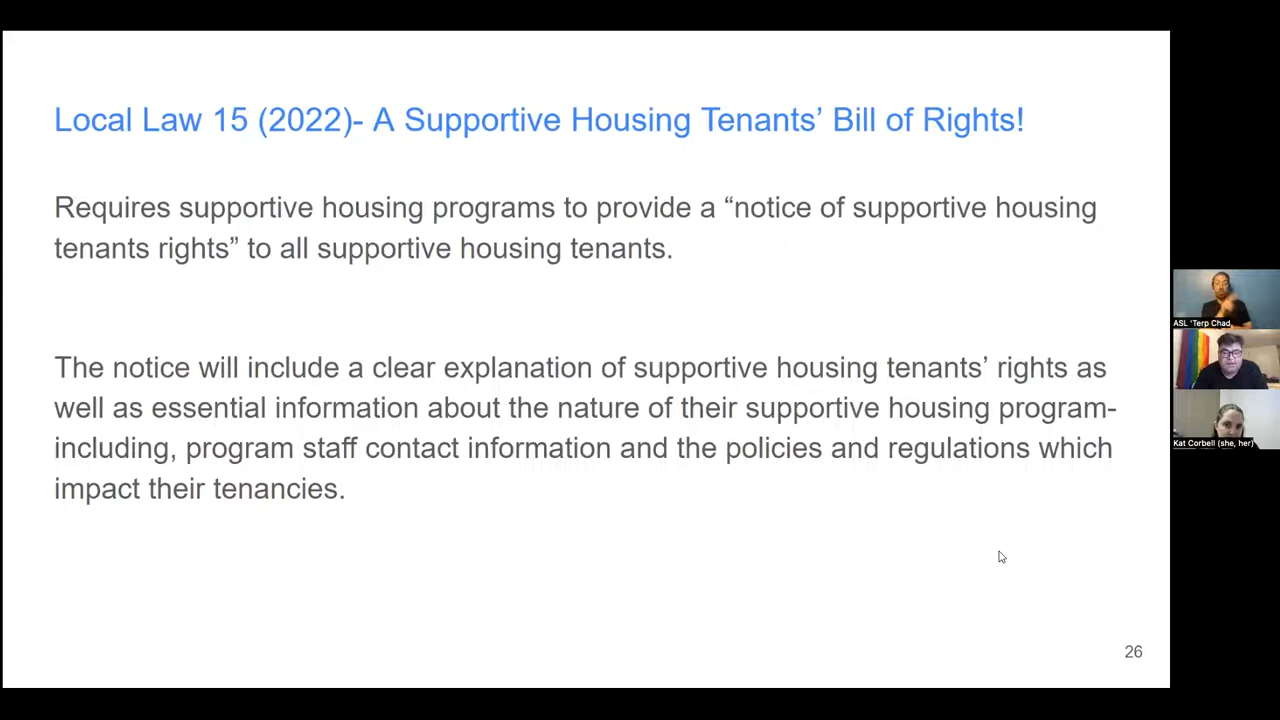 Local Law 15 (2022)- A Supportive Housing Tenants’ Bill of Rights!
Requires supportive housing programs to provide a “notice of supportive housing
tenants rights” to all supportive housing tenants.
The notice will include a clear explanation of supportive housing tenants’ rights as
well as essential information about the nature of their supportive housing program-
including, program staff contact information and the policies and regulations which
impact their tenancies.
26
ASL 'Terp Chad
Kat Corbell (she, her)